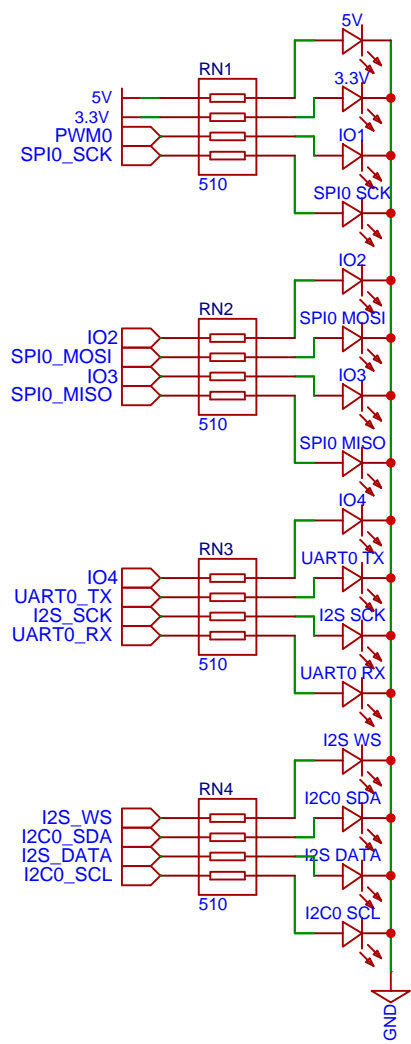 5V
RN1
3.3V
5V
3.3V
PWM0
IO1
SPI0_SCK
510
SPI0 SCK
IO2
RN2
SPI0 MOSI
IO2
SPI0_MOSI
IO3
IO3
SPI0_MISO
510
SPI0 MISO
IO4
RN3
UART0 TX
IO4
UART0_TX
I2S_SCK
I2S SCK
UART0_RX
510
UART0 RX
I2S WS
RN4
I2C0 SDA
I2S_WS
I2C0_SDA
I2S_DATA
I2S DATA
I2C0_SCL
510
I2C0 SCL
GND